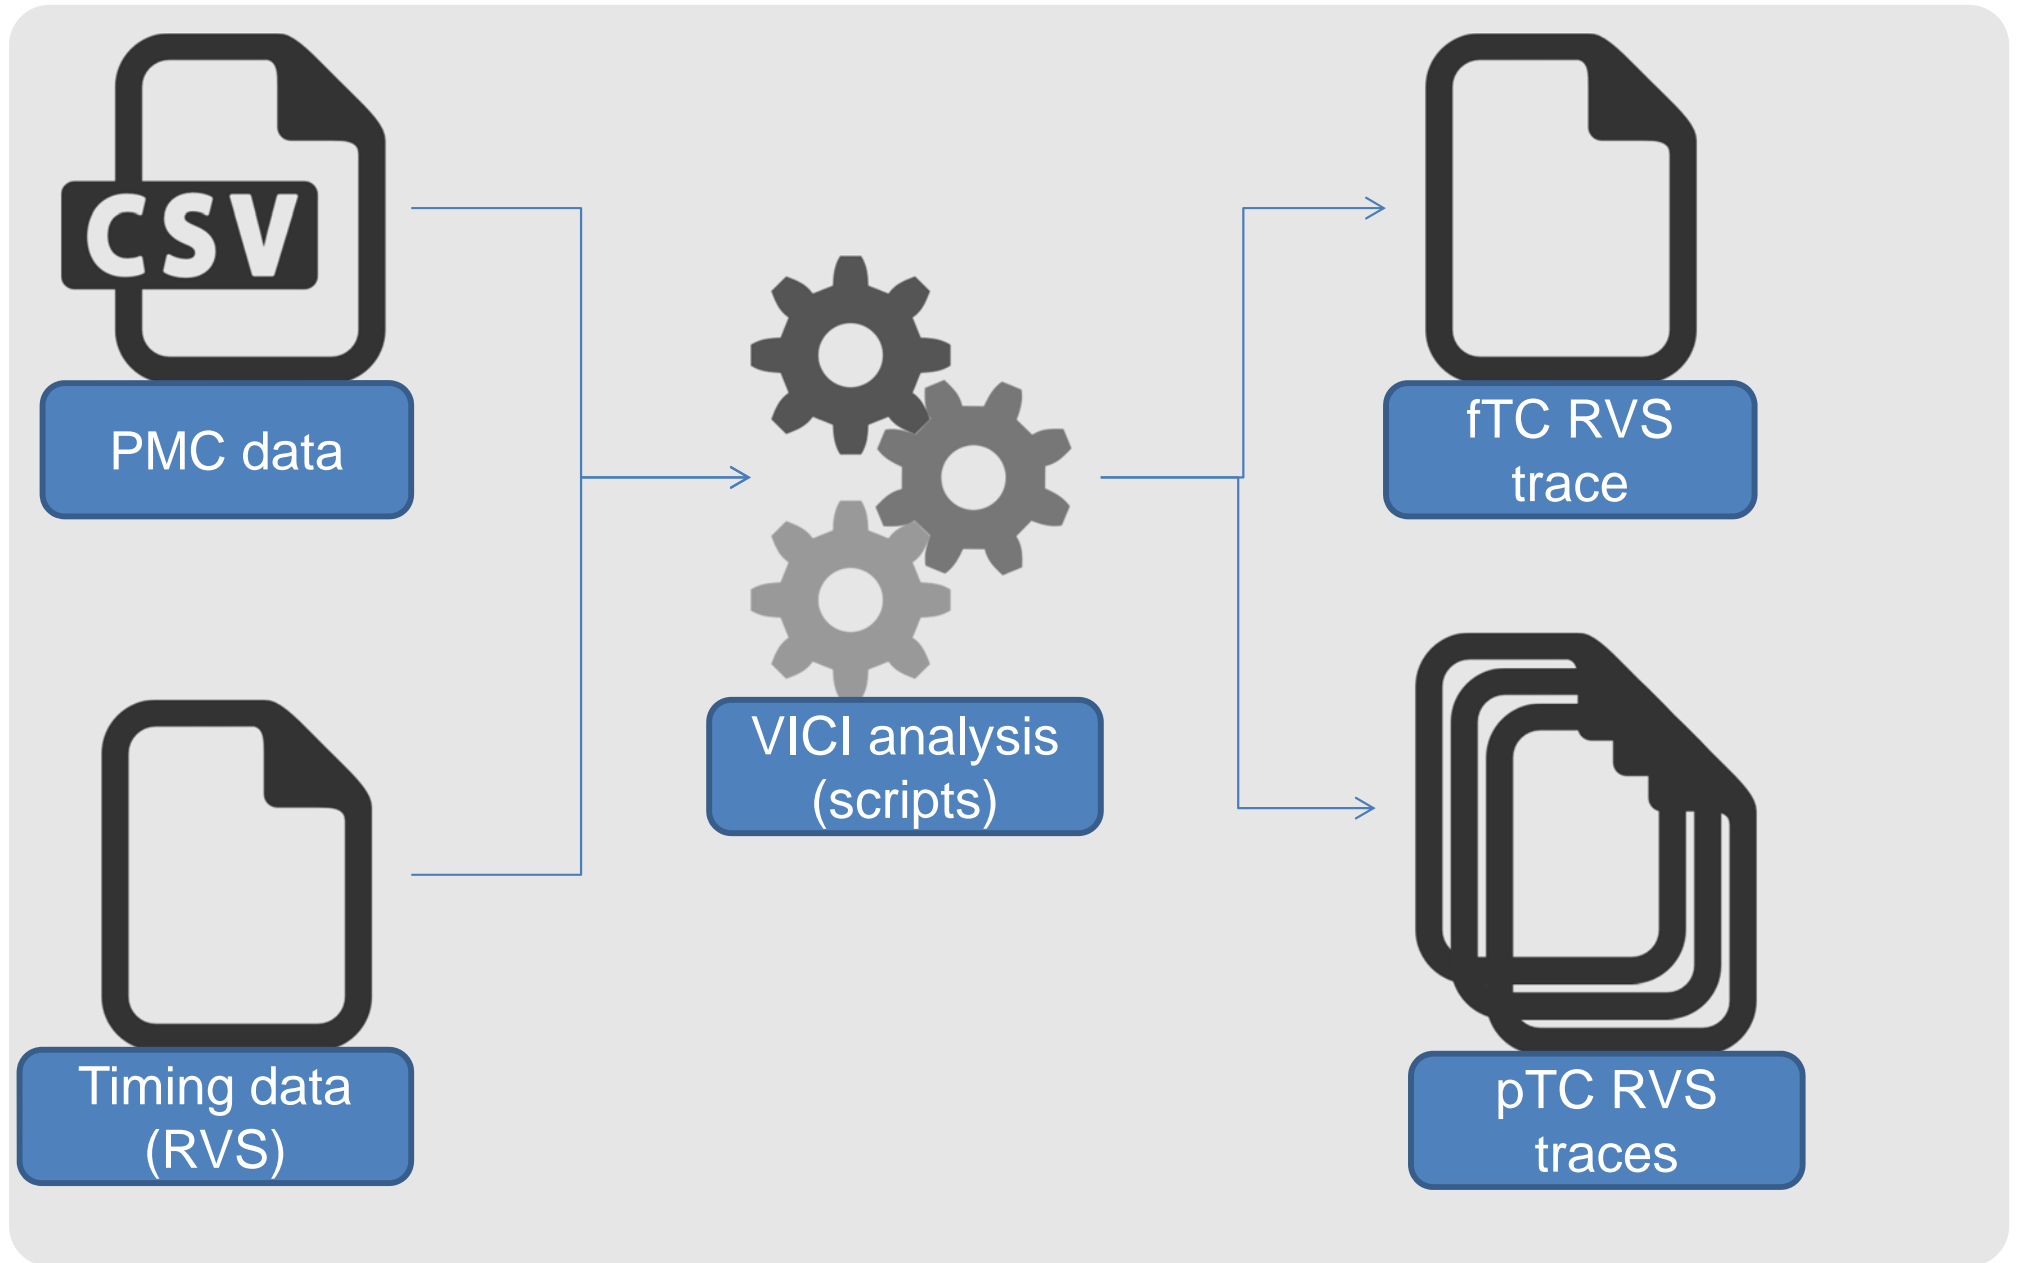 CSV
PMC data
Timing data
(RVS)
VICI analysis
(scripts)
fTC RVS
trace
pTC RVS
traces